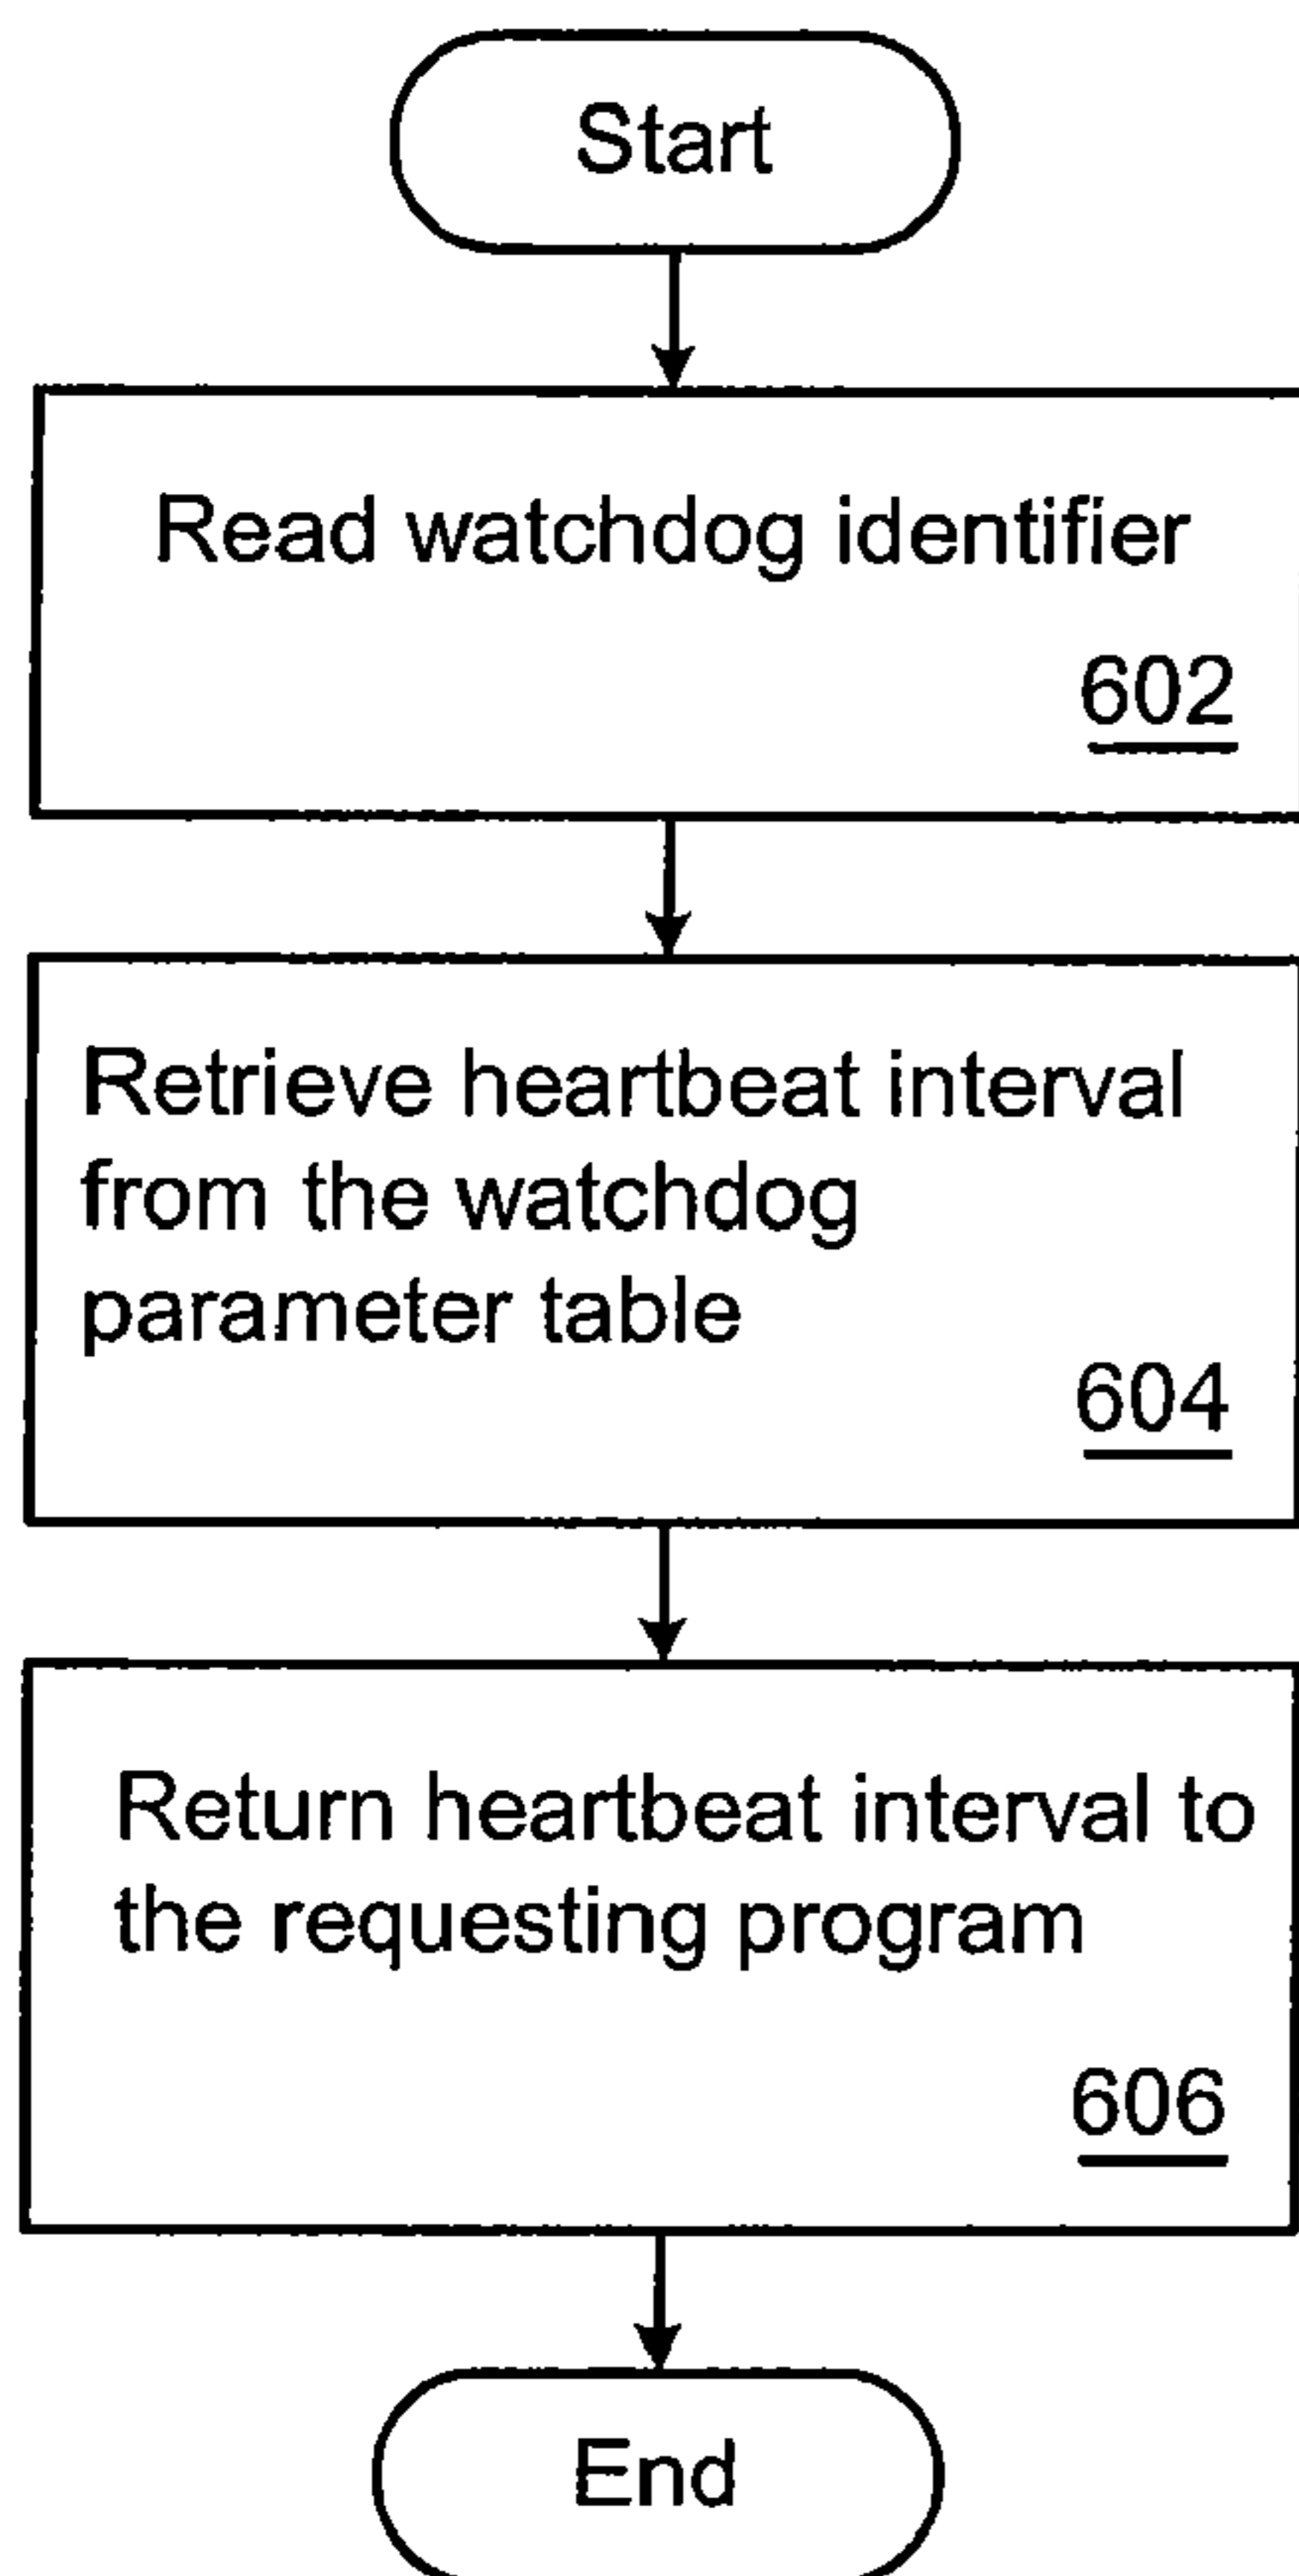 Start
Read watchdog identifier
602
Retrieve heartbeat interval
from the watchdog
parameter table
604
Return heartbeat interval to
the requesting program
606
End